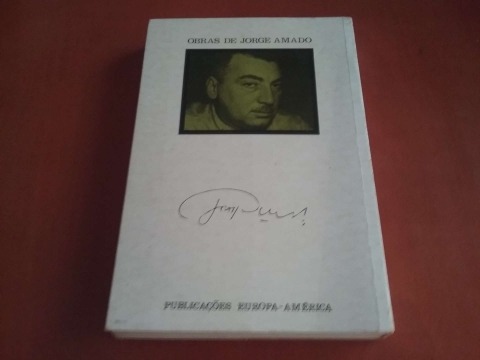 OBRAS DE JORGE AMADO
PUBLICAÇÕES EUROPA-AMÉRICA